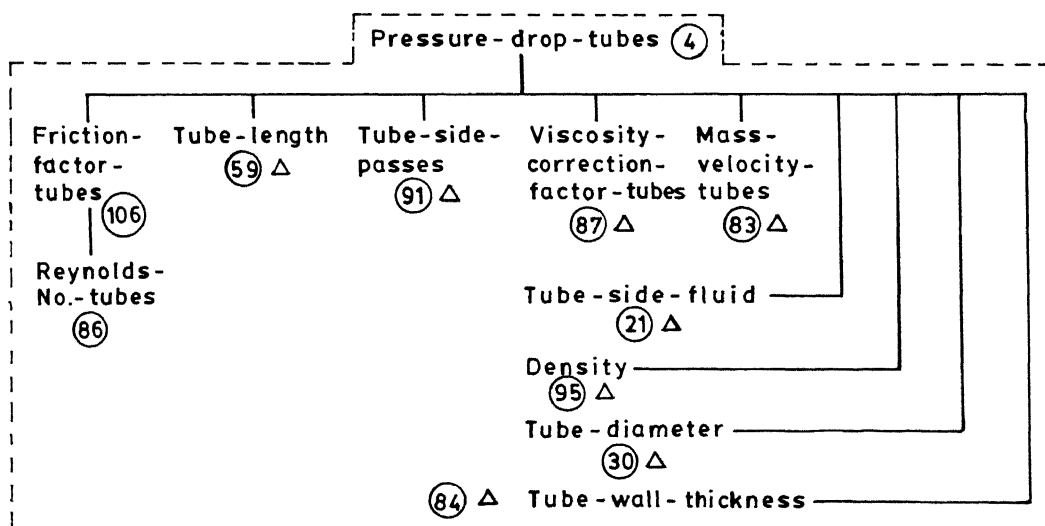 Pressure-drop-tubes 4
Friction-
factor-
tubes 106
Reynolds-
No.-tubes
86
Tube-length
59 Δ
Tube-side-
passes
91 Δ
Viscosity-
correction-
factor-tubes
87 Δ
Mass-
velocity-
tubes
83 Δ
Tube-side-fluid
21 Δ
Density
95 Δ
Tube-diameter
30 Δ
84 Δ Tube-wall-thickness